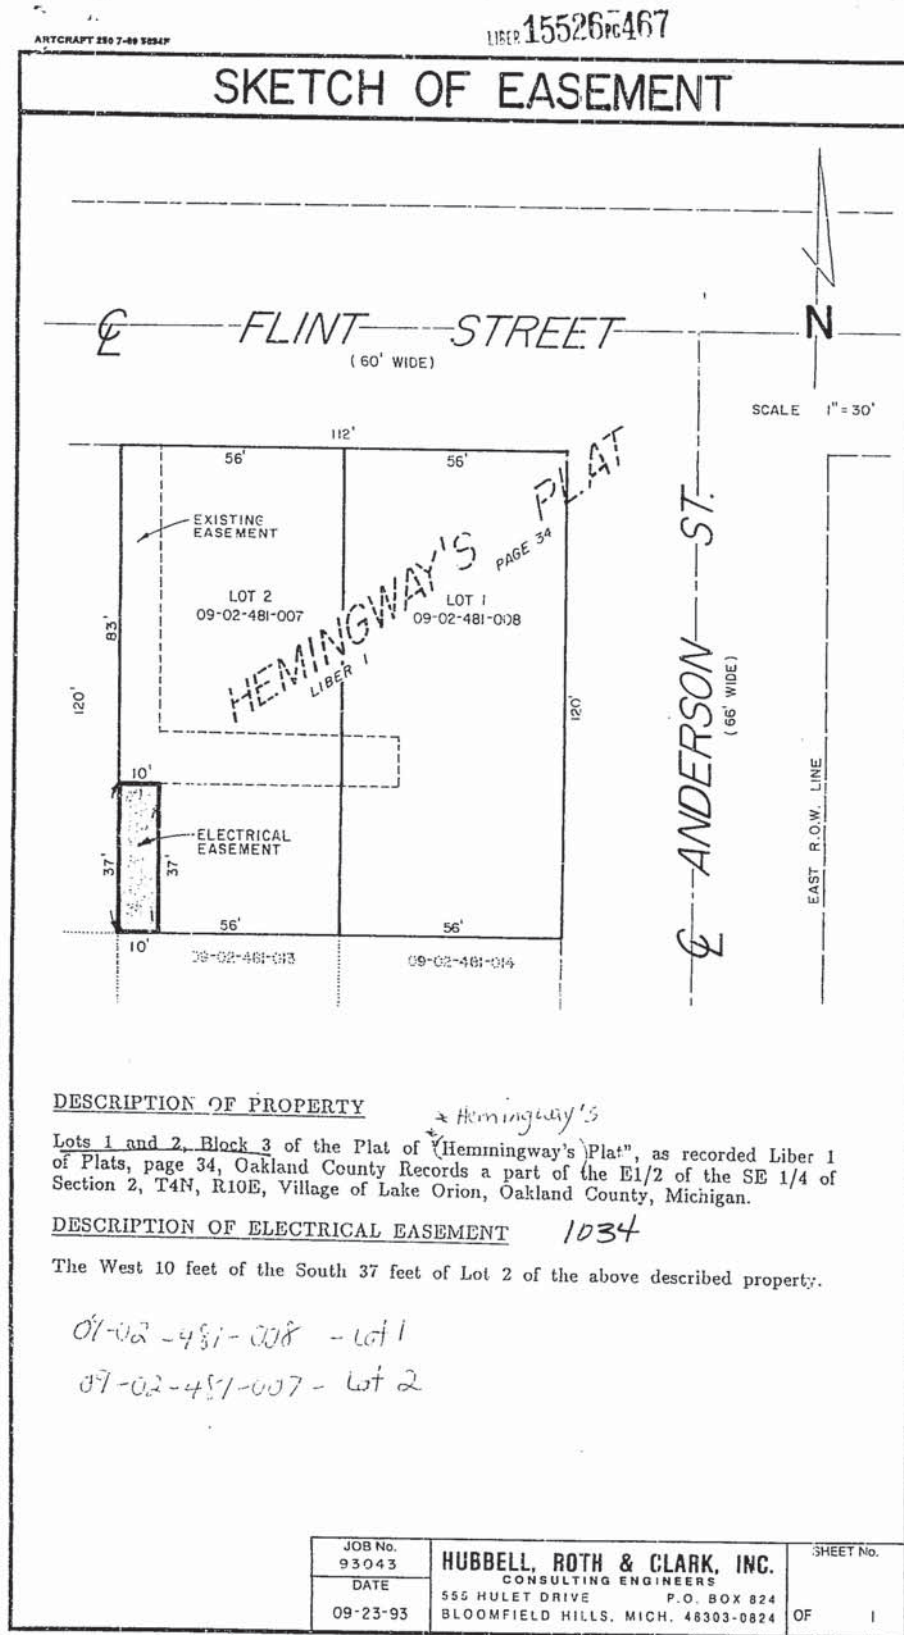 ARTCRAFT 250 7-89
LIBER 15526 PG 467
SKETCH OF EASEMENT
℄ FLINT STREET
(60' WIDE)
N
SCALE 1" = 30'
112'
56' 56'
EXISTING
EASEMENT
LOT 2
09-02-481-007
LOT 1
09-02-481-008
HEMINGWAY'S PLAT
LIBER 1 PAGE 34
83'
120'
120'
℄ ANDERSON ST.
(66' WIDE)
EAST R.O.W. LINE
10'
ELECTRICAL
EASEMENT
37' 37'
10'
56' 56'
09-02-481-013 09-02-481-014
DESCRIPTION OF PROPERTY
* Hemingway's
Lots 1 and 2, Block 3 of the Plat of *"(Hemmingway's) Plat", as recorded Liber 1
of Plats, page 34, Oakland County Records a part of the E1/2 of the SE 1/4 of
Section 2, T4N, R10E, Village of Lake Orion, Oakland County, Michigan.
DESCRIPTION OF ELECTRICAL EASEMENT 1034
The West 10 feet of the South 37 feet of Lot 2 of the above described property.
09-02-481-008 - Lot 1
09-02-481-007 - Lot 2
JOB No.
93043
DATE
09-23-93
HUBBELL, ROTH & CLARK, INC.
CONSULTING ENGINEERS
555 HULET DRIVE P.O. BOX 824
BLOOMFIELD HILLS, MICH. 48303-0824
SHEET No.
OF 1